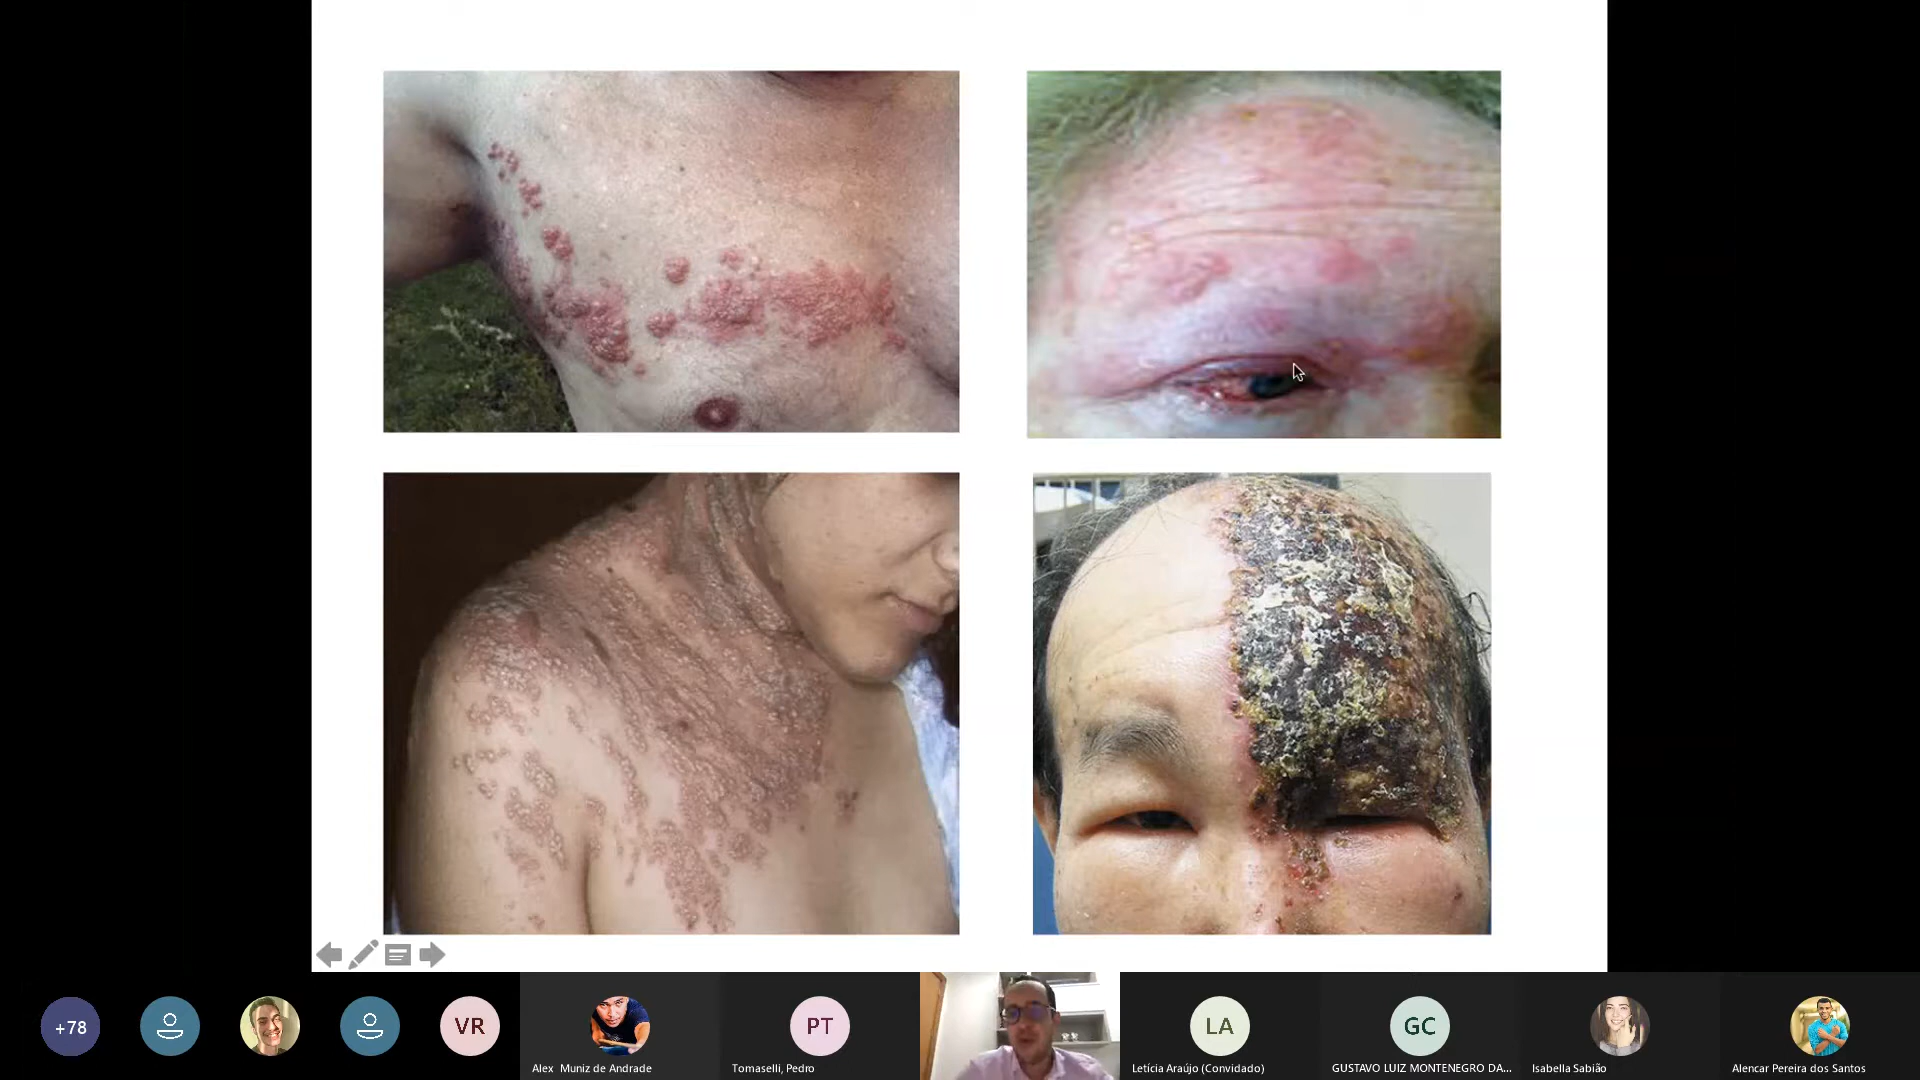 +78
VR
PT
LA
GC
Alex Muniz de Andrade
Tomaselli, Pedro
Letícia Araújo (Convidado)
GUSTAVO LUIZ MONTENEGRO DA...
Isabella Sabião
Alencar Pereira dos Santos